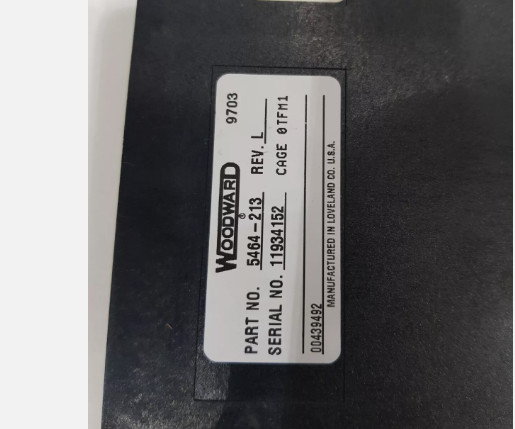 WOODWARD® 9703
PART NO. 5464-213 REV. L
SERIAL NO. 11934152 CAGE 0TFM1
00439492
MANUFACTURED IN LOVELAND CO. U.S.A.